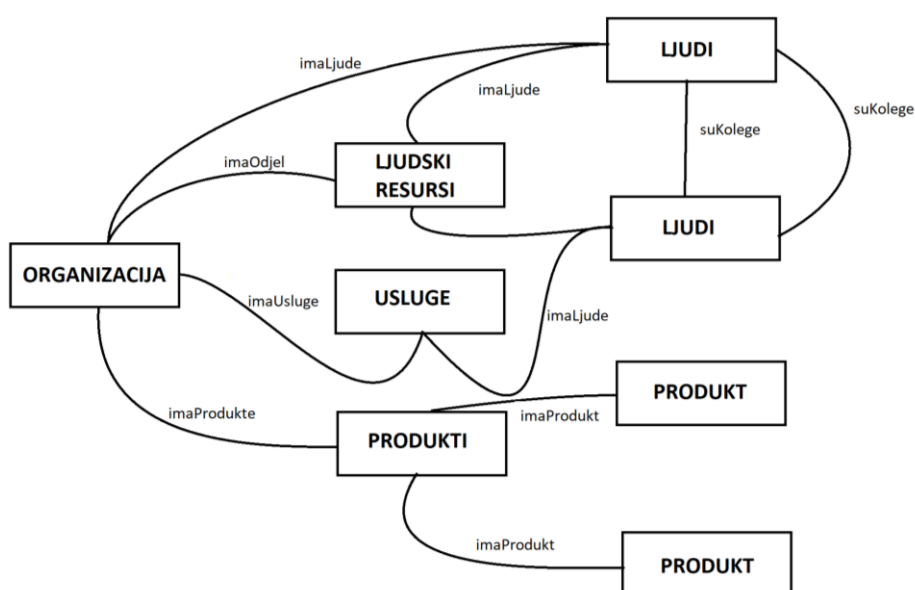 LJUDI
imaLjude
imaLjude
suKolege
suKolege
imaOdjel
LJUDSKI
RESURSI
LJUDI
ORGANIZACIJA
imaUsluge
USLUGE
imaLjude
PRODUKT
imaProdukte
imaProdukt
PRODUKTI
imaProdukt
PRODUKT